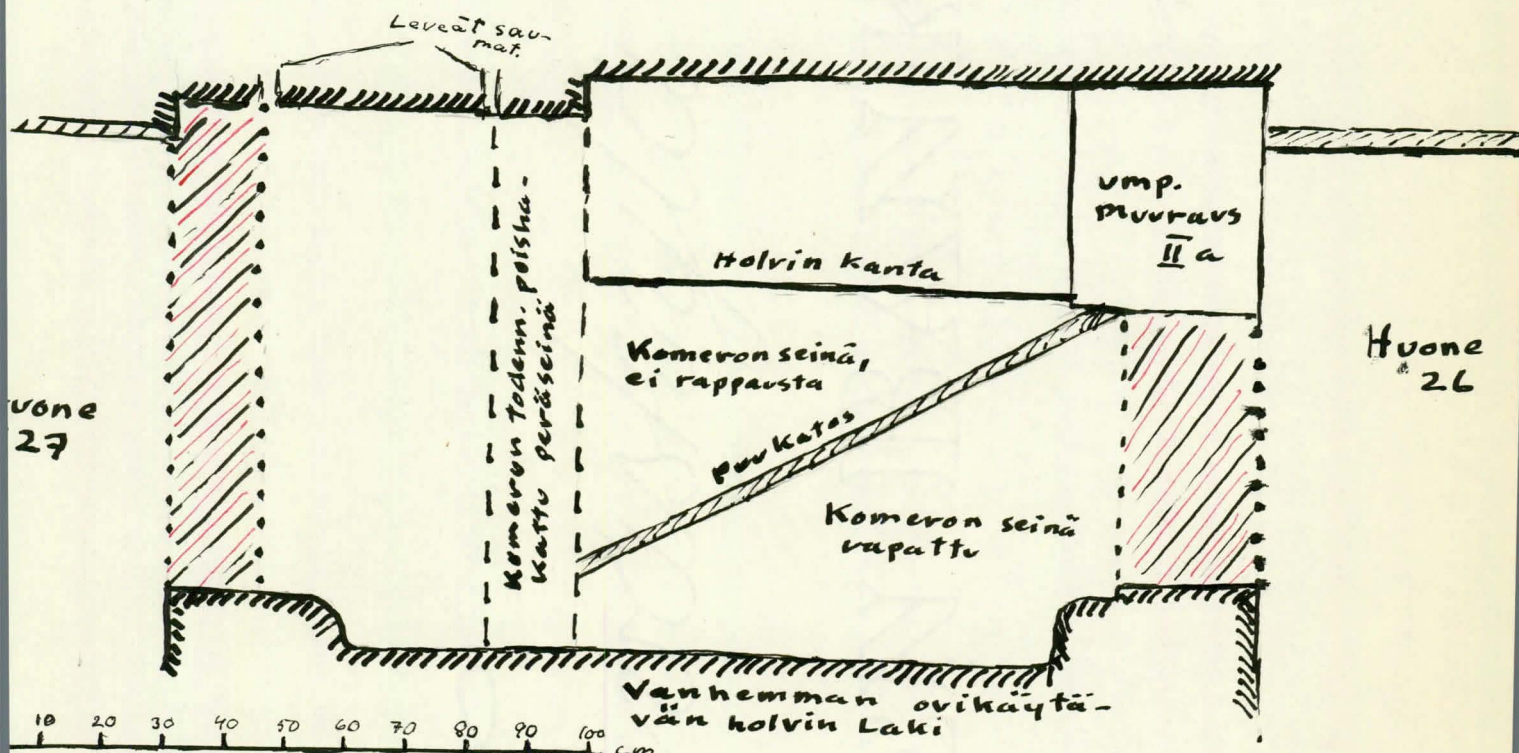 Leveät sau-
mat.
ump.
muuraus
II a
Holvin kanta
Komeron todenn. poisha-
kattu peräseinä
Komeron seinä,
ei rappausta
puukatos
Komeron seinä
rapattu
Huone
26
uone
27
Vanhemman ovikäytä-
vän holvin Laki
10 20 30 40 50 60 70 80 90 100
cm